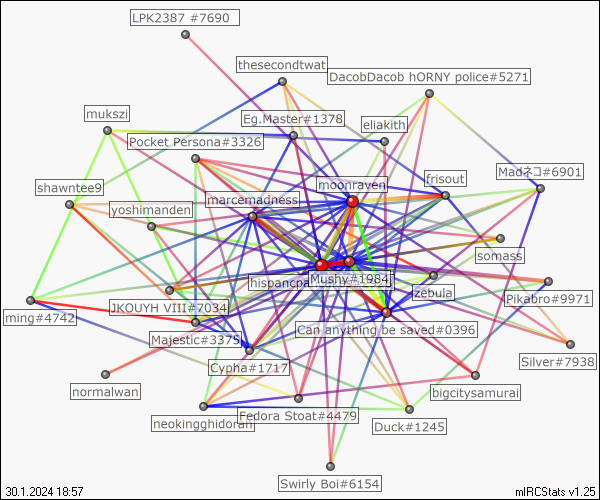 LPK2387 #7690
thesecondtwat
DacobDacob hORNY police#5271
mukszi
Eg.Master#1378
eliakith
Pocket Persona#3326
Madネコ#6901
frisout
moonraven
shawntee9
marcemadness
yoshimanden
somass
hispancpa
Mushy#1984
zebula
JKOUYH VIII#7034
Pikabro#9971
ming#4742
Can anything be saved#0396
Majestic#3375
Silver#7938
Cypha#1717
normalwan
bigcitysamurai
Fedora Stoat#4479
neokingghidorah
Duck#1245
Swirly Boi#6154
30.1.2024 18:57
mIRCStats v1.25